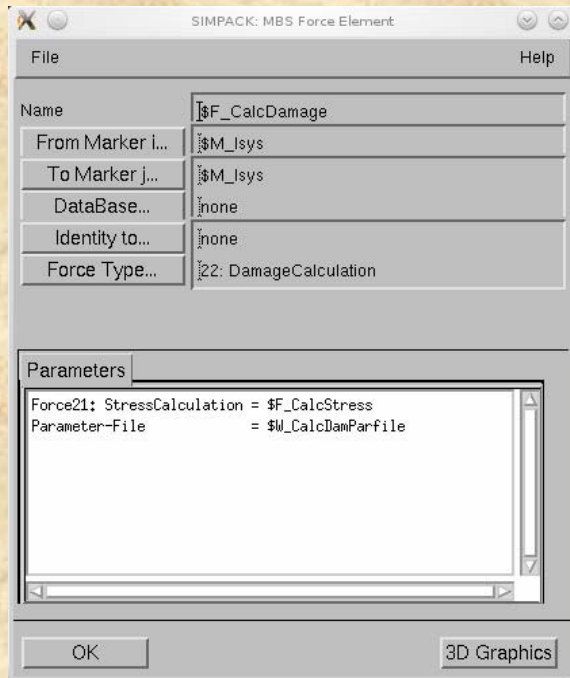 SIMPACK: MBS Force Element
File Help
Name $F_CalcDamage
From Marker i... $M_Isys
To Marker j... $M_Isys
DataBase... none
Identity to... none
Force Type... 22: DamageCalculation
Parameters
Force21: StressCalculation = $F_CalcStress
Parameter-File = $W_CalcDamParfile
OK 3D Graphics